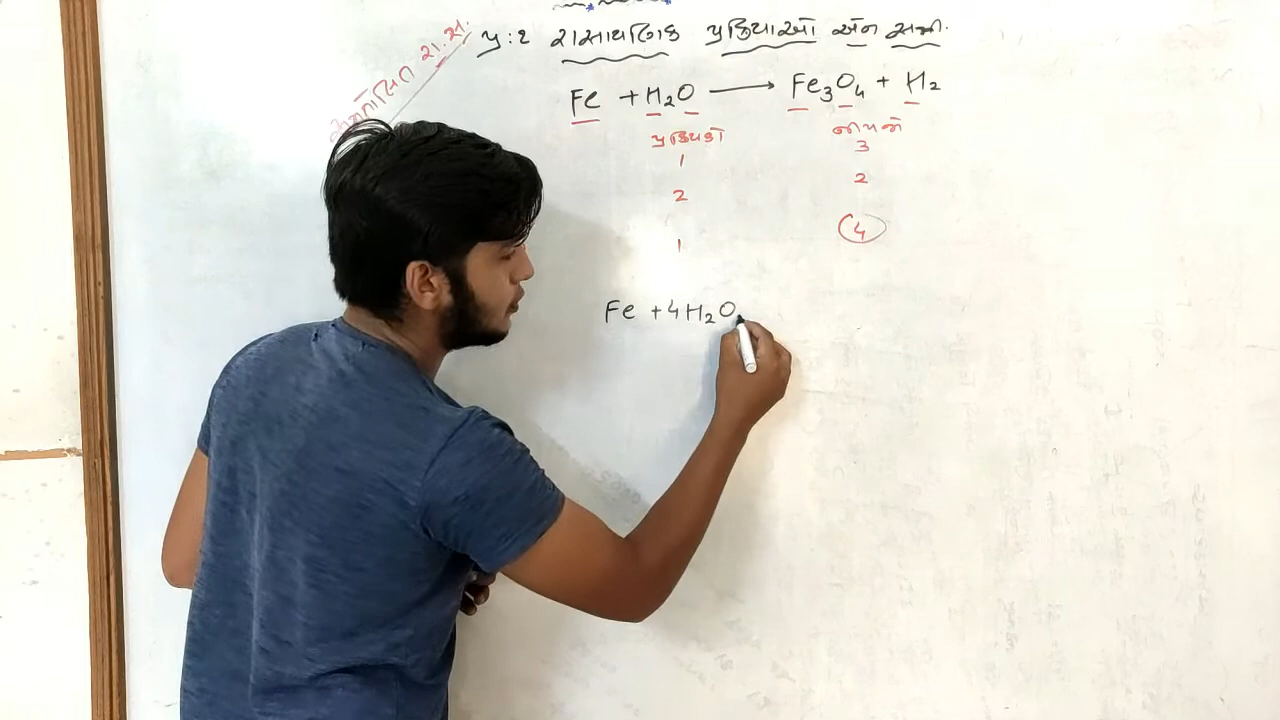 પ્ર : ૨ રાસાયણિક પ્રક્રિયાઓ અને સમી.
Fe + H₂O ⟶ Fe₃O₄ + H₂
પ્રક્રિયકો નીપજો
1 3
2 2
1 4
Fe + 4H₂O